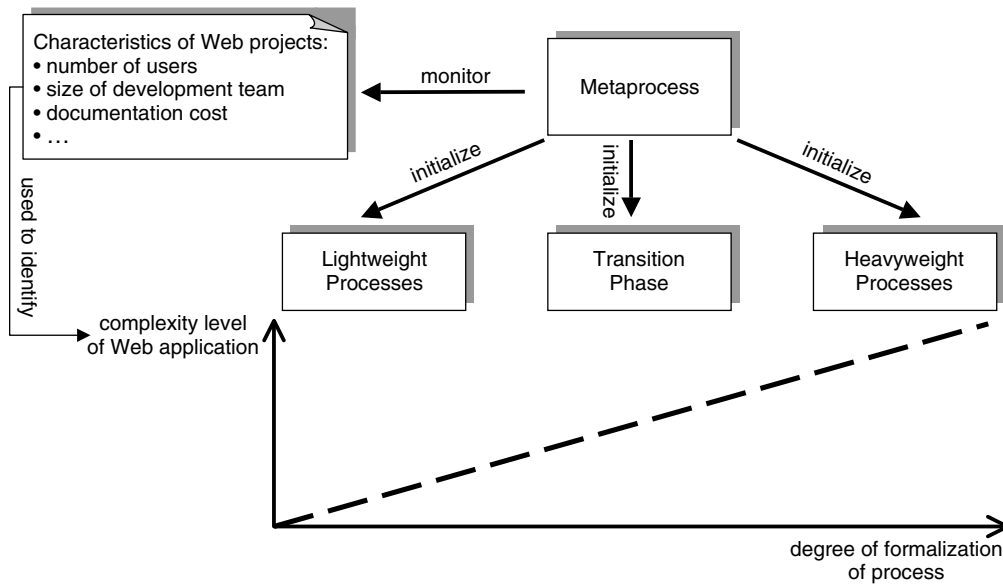 Characteristics of Web projects:
• number of users
• size of development team
• documentation cost
• …
monitor
Metaprocess
initialize
initialize
initialize
used to identify
Lightweight
Processes
Transition
Phase
Heavyweight
Processes
complexity level
of Web application
degree of formalization
of process